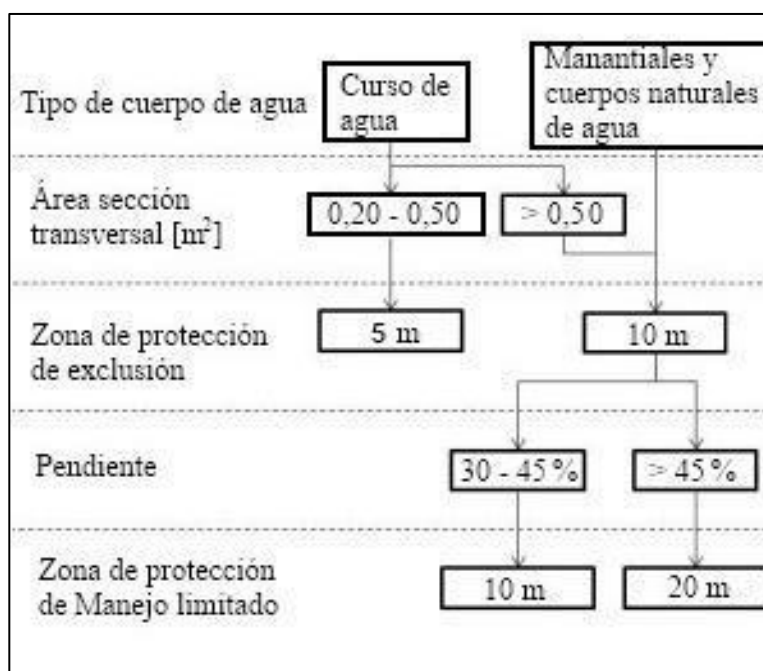 Tipo de cuerpo de agua
Curso de
agua
Manantiales y
cuerpos naturales
de agua
Área sección
transversal [m²]
0,20 - 0,50
> 0,50
Zona de protección
de exclusión
5 m
10 m
Pendiente
30 - 45 %
> 45 %
Zona de protección
de Manejo limitado
10 m
20 m